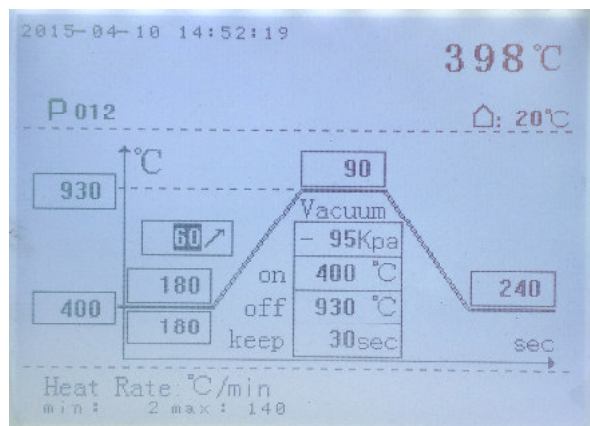 2015-04-10 14:52:19
398℃
P 012
: 20℃
℃
90
930
Vacuum
60
- 95Kpa
180
on 400 ℃
240
400
off 930 ℃
180
keep 30sec
sec
Heat Rate: ℃/min
min: 2 max: 140